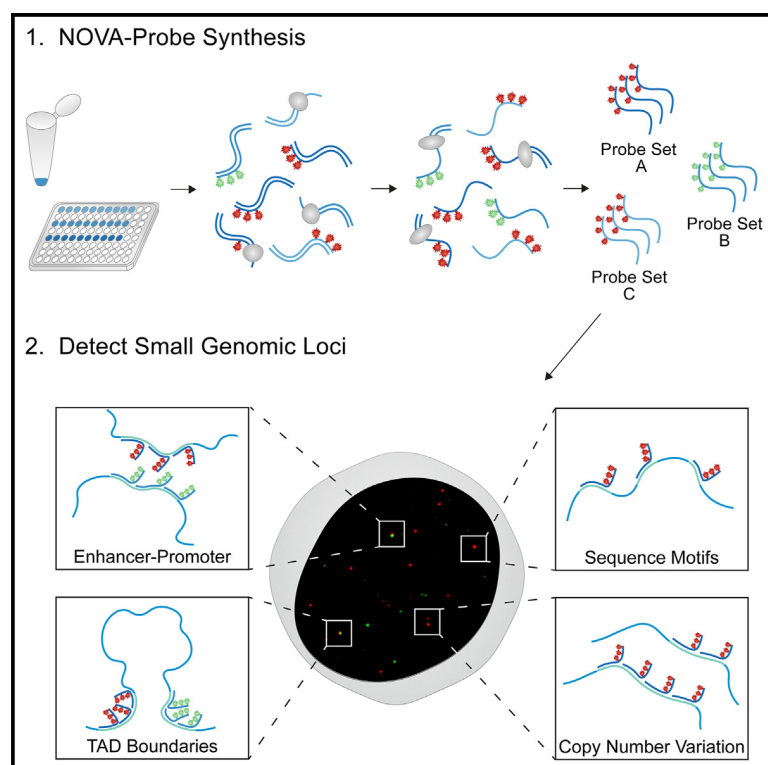 1. NOVA-Probe Synthesis
Probe Set
A
Probe Set
B
Probe Set
C
2. Detect Small Genomic Loci
Enhancer-Promoter
Sequence Motifs
TAD Boundaries
Copy Number Variation